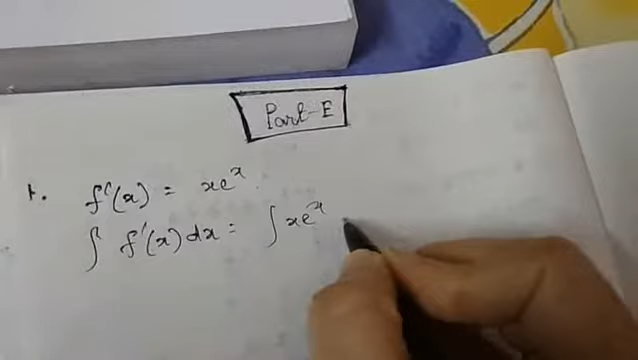 Part-E
1. f'(x) = xe^x.
∫ f'(x)dx = ∫xe^x